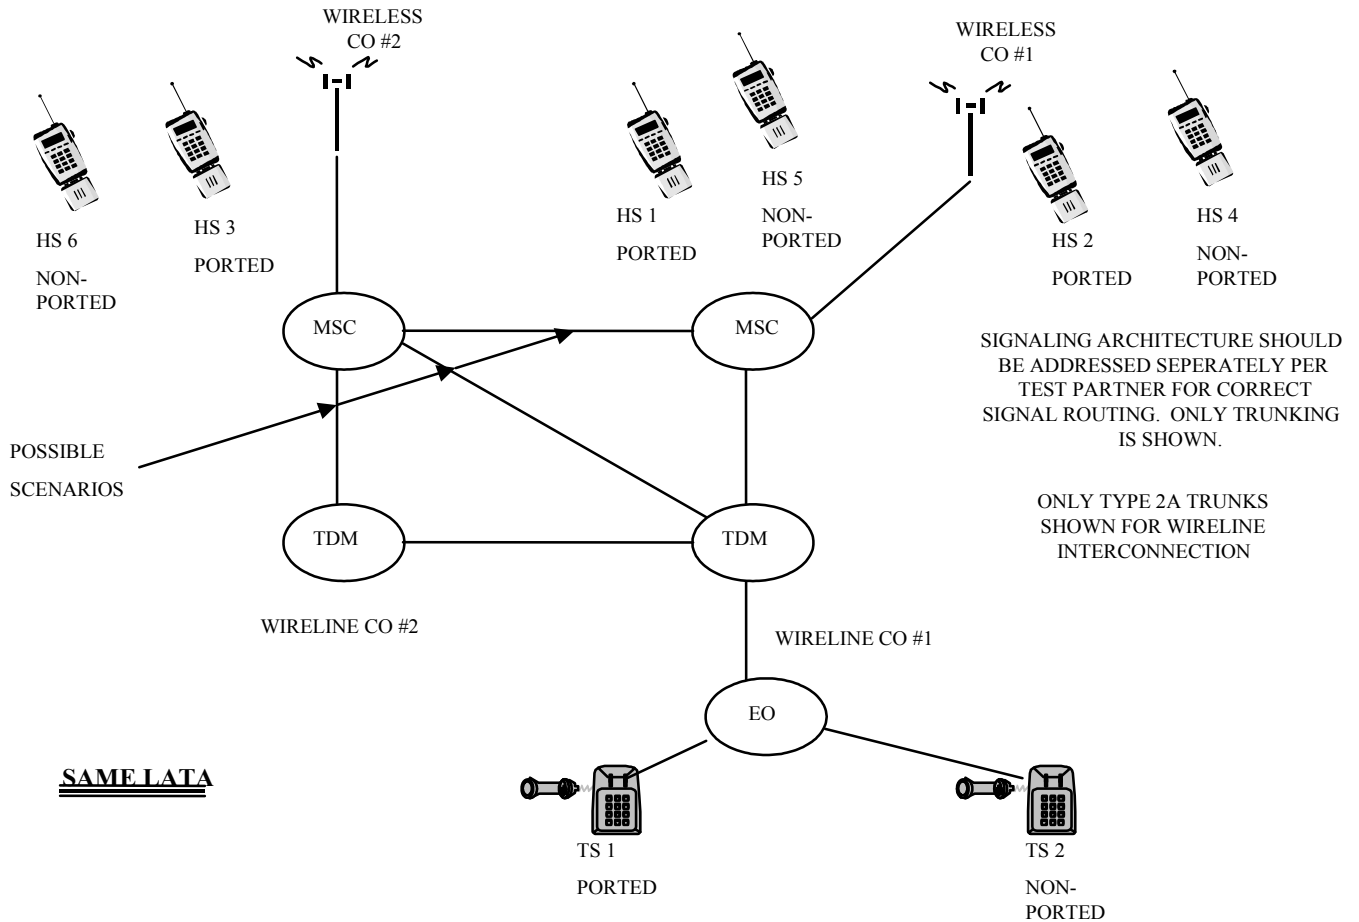 WIRELESS
CO #2
WIRELESS
CO #1
HS 6
NON-
PORTED
HS 3
PORTED
HS 1
PORTED
HS 5
NON-
PORTED
HS 2
PORTED
HS 4
NON-
PORTED
MSC
MSC
SIGNALING ARCHITECTURE SHOULD
BE ADDRESSED SEPERATELY PER
TEST PARTNER FOR CORRECT
SIGNAL ROUTING. ONLY TRUNKING
IS SHOWN.
POSSIBLE
SCENARIOS
ONLY TYPE 2A TRUNKS
SHOWN FOR WIRELINE
INTERCONNECTION
TDM
TDM
WIRELINE CO #2
WIRELINE CO #1
EO
SAME LATA
TS 1
PORTED
TS 2
NON-
PORTED